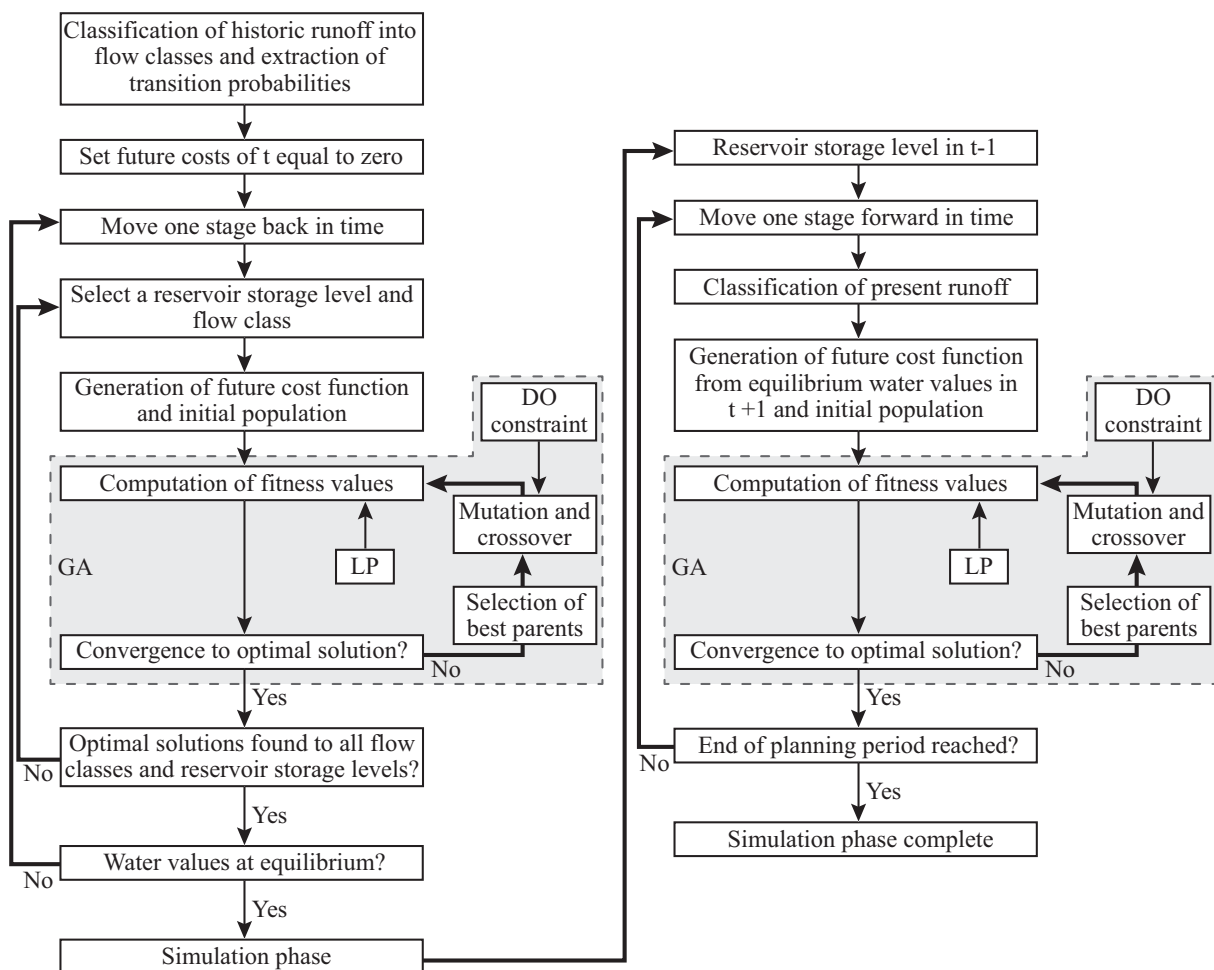 Classification of historic runoff into
flow classes and extraction of
transition probabilities
Set future costs of t equal to zero
Move one stage back in time
Select a reservoir storage level and
flow class
Generation of future cost function
and initial population
DO
constraint
Computation of fitness values
Mutation and
crossover
LP
GA
Selection of
best parents
Convergence to optimal solution?
No
Yes
Optimal solutions found to all flow
classes and reservoir storage levels?
No
Yes
Water values at equilibrium?
No
Yes
Simulation phase
Reservoir storage level in t-1
Move one stage forward in time
Classification of present runoff
Generation of future cost function
from equilibrium water values in
t +1 and initial population
DO
constraint
Computation of fitness values
Mutation and
crossover
LP
GA
Selection of
best parents
Convergence to optimal solution?
No
Yes
End of planning period reached?
No
Yes
Simulation phase complete